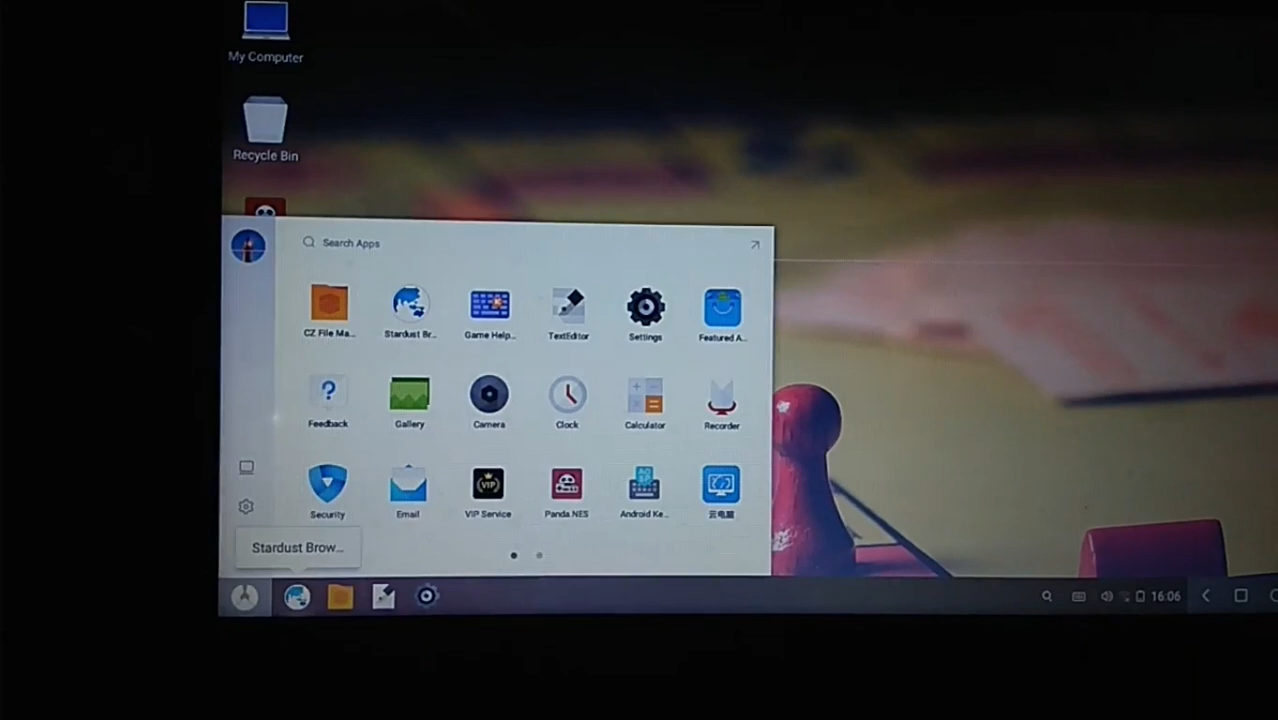 My Computer
Recycle Bin
Search Apps
CZ File Ma...
Stardust Br...
Game Help...
TextEditor
Settings
Featured A...
Feedback
Gallery
Camera
Clock
Calculator
Recorder
VIP
Security
Email
VIP Service
Panda.NES
Android Ke...
云电脑
Stardust Brow...
16:06